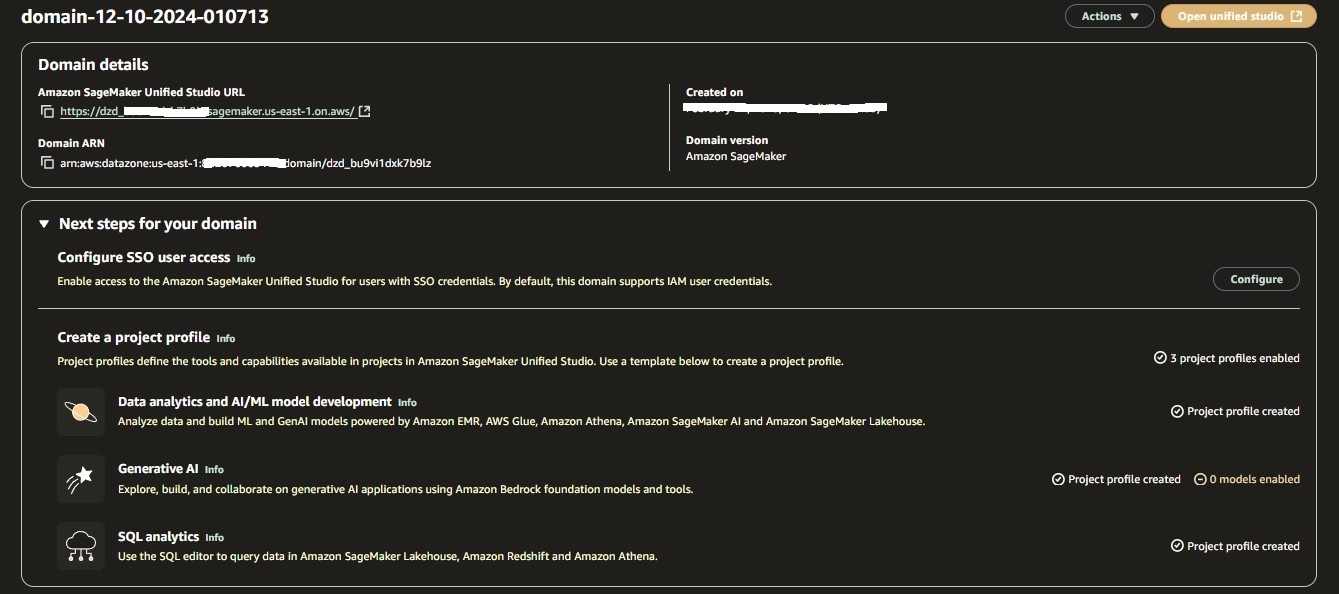 domain-12-10-2024-010713
Actions
Open unified studio
Domain details
Amazon SageMaker Unified Studio URL
https://dzd_ sagemaker.us-east-1.on.aws/
Domain ARN
arn:aws:datazone:us-east-1: domain/dzd_bu9vi1dxk7b9lz
Created on
Domain version
Amazon SageMaker
Next steps for your domain
Configure SSO user access Info
Enable access to the Amazon SageMaker Unified Studio for users with SSO credentials. By default, this domain supports IAM user credentials.
Configure
Create a project profile Info
Project profiles define the tools and capabilities available in projects in Amazon SageMaker Unified Studio. Use a template below to create a project profile.
3 project profiles enabled
Data analytics and AI/ML model development Info
Analyze data and build ML and GenAI models powered by Amazon EMR, AWS Glue, Amazon Athena, Amazon SageMaker AI and Amazon SageMaker Lakehouse.
Project profile created
Generative AI Info
Explore, build, and collaborate on generative AI applications using Amazon Bedrock foundation models and tools.
Project profile created
0 models enabled
SQL analytics Info
Use the SQL editor to query data in Amazon SageMaker Lakehouse, Amazon Redshift and Amazon Athena.
Project profile created